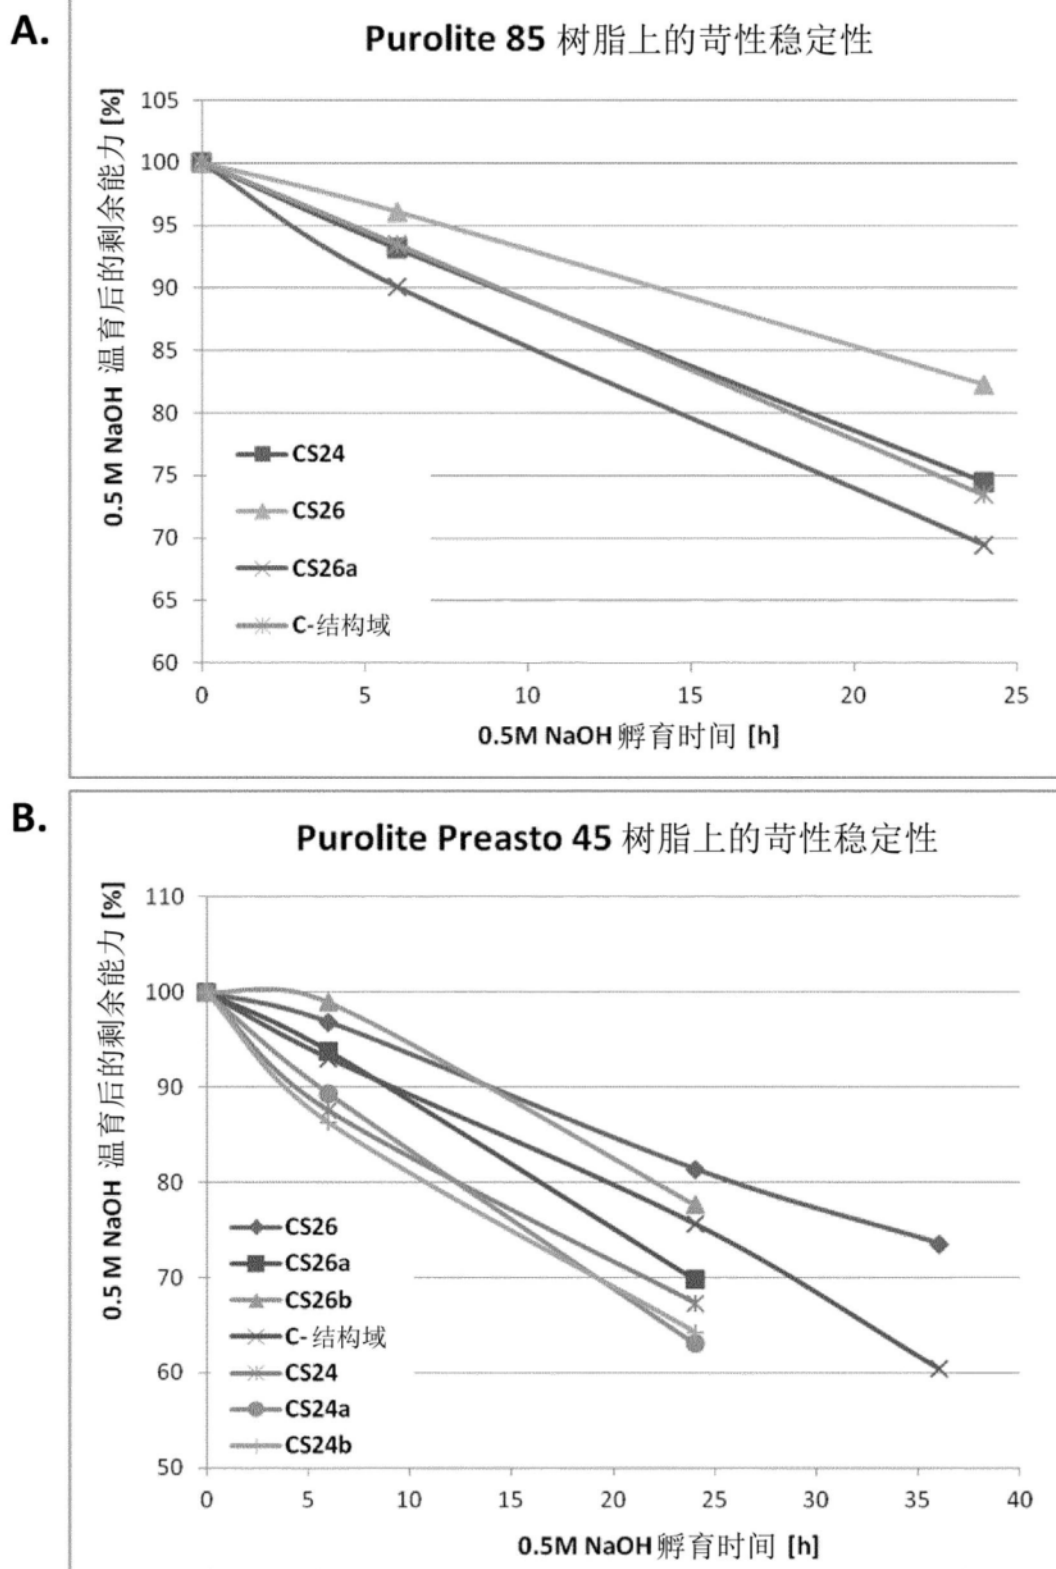 A.
Purolite 85 树脂上的苛性稳定性
0.5 M NaOH 温育后的剩余能力 [%]
105
100
95
90
85
80
75
70
65
60
CS24
CS26
CS26a
C-结构域
0
5
10
15
20
25
0.5M NaOH 孵育时间 [h]
B.
Purolite Preasto 45 树脂上的苛性稳定性
0.5 M NaOH 温育后的剩余能力 [%]
110
100
90
80
70
60
50
CS26
CS26a
CS26b
C-结构域
CS24
CS24a
CS24b
0
5
10
15
20
25
30
35
40
0.5M NaOH 孵育时间 [h]